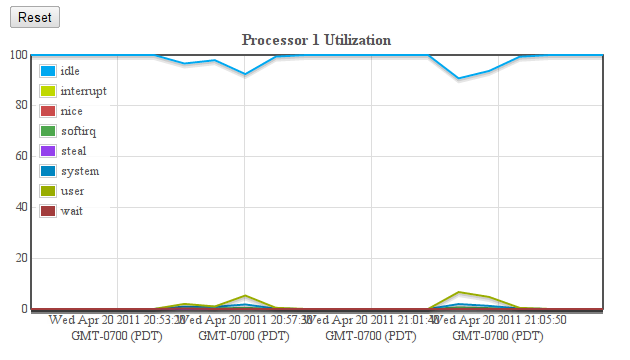 Reset
Processor 1 Utilization
100
80
60
40
20
0
idle
interrupt
nice
softirq
steal
system
user
wait
Wed Apr 20 2011 20:53:20
GMT-0700 (PDT)
Wed Apr 20 2011 20:57:30
GMT-0700 (PDT)
Wed Apr 20 2011 21:01:40
GMT-0700 (PDT)
Wed Apr 20 2011 21:05:50
GMT-0700 (PDT)